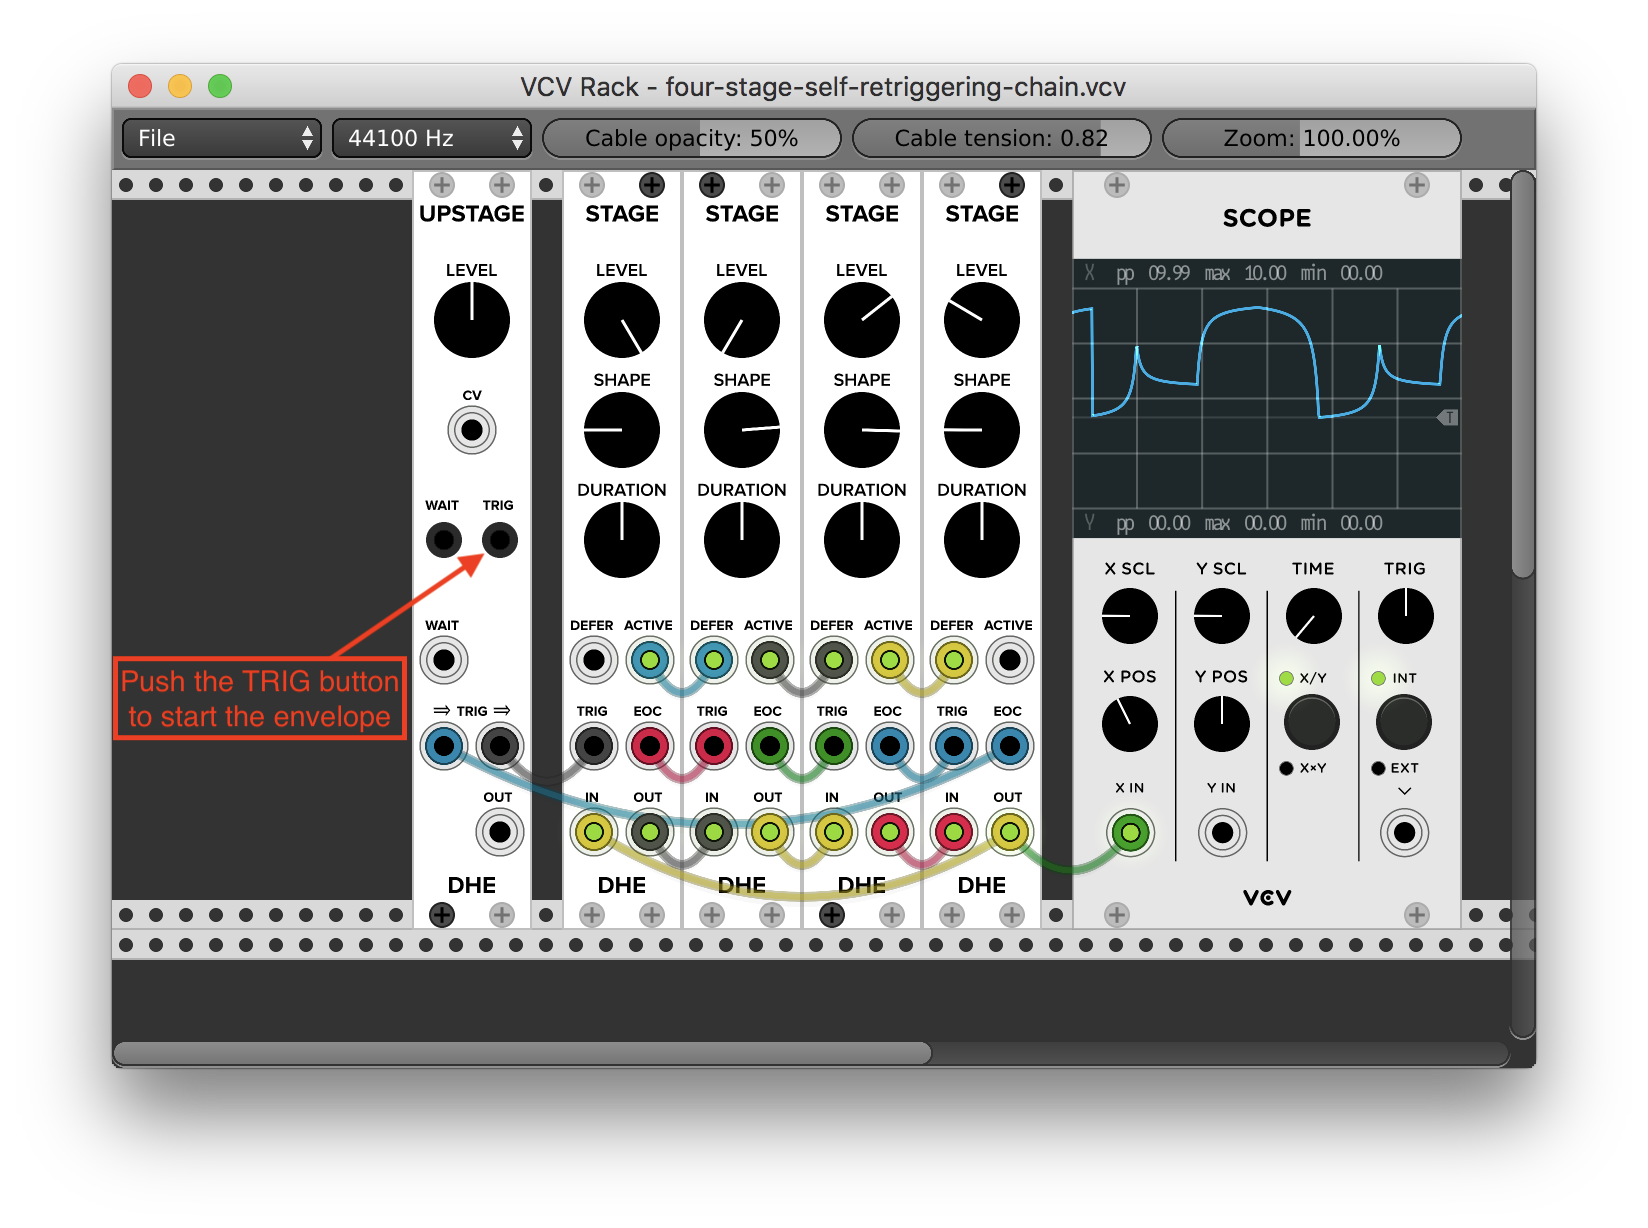 VCV Rack - four-stage-self-retriggering-chain.vcv
File 44100 Hz Cable opacity: 50% Cable tension: 0.82 Zoom: 100.00%
UPSTAGE STAGE STAGE STAGE STAGE SCOPE
LEVEL LEVEL LEVEL LEVEL LEVEL
X pp 09.99 max 10.00 min 00.00
CV SHAPE SHAPE SHAPE SHAPE
WAIT TRIG DURATION DURATION DURATION DURATION
Y pp 00.00 max 00.00 min 00.00
X SCL Y SCL TIME TRIG
WAIT DEFER ACTIVE DEFER ACTIVE DEFER ACTIVE DEFER ACTIVE
Push the TRIG button
to start the envelope
X POS Y POS X/Y INT
⇒ TRIG ⇒ TRIG EOC TRIG EOC TRIG EOC TRIG EOC
X×Y EXT
OUT IN OUT IN OUT IN OUT IN OUT X IN Y IN
DHE DHE DHE DHE DHE VCV
T